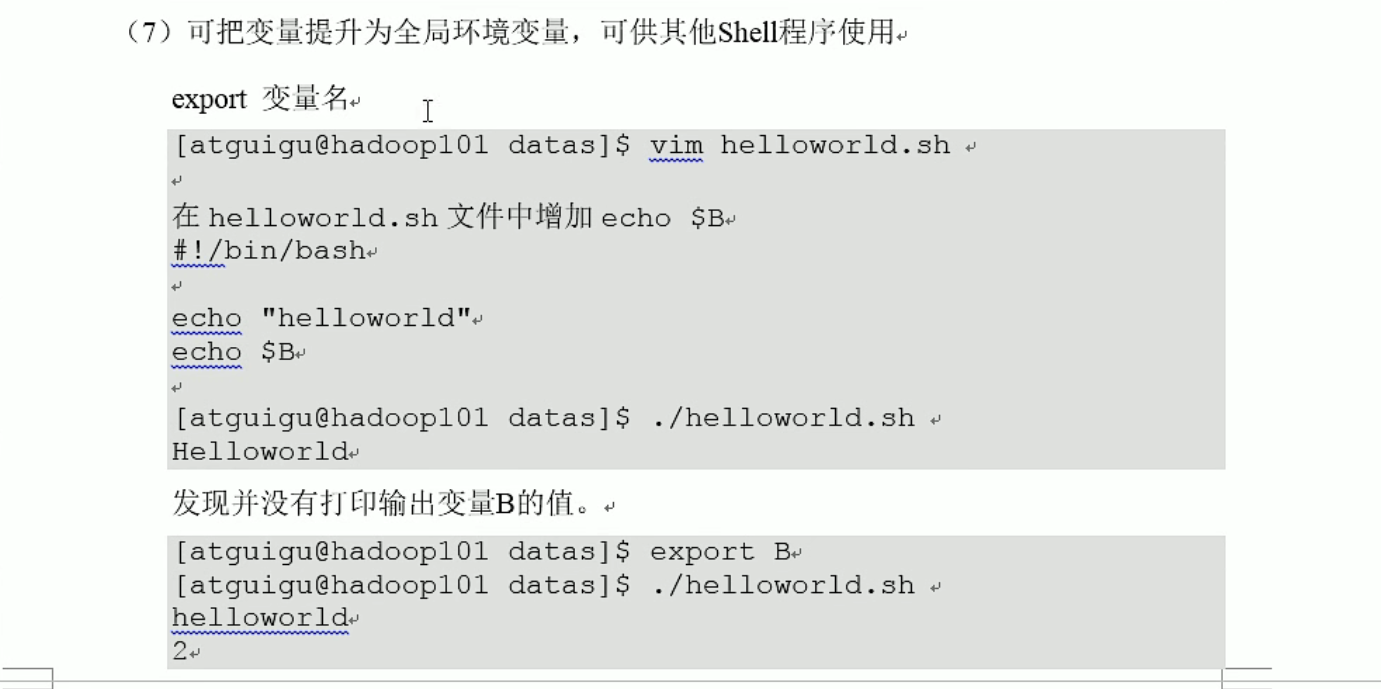 （7）可把变量提升为全局环境变量，可供其他Shell程序使用
export 变量名
[atguigu@hadoop101 datas]$ vim helloworld.sh
在 helloworld.sh 文件中增加 echo $B
#!/bin/bash
echo "helloworld"
echo $B
[atguigu@hadoop101 datas]$ ./helloworld.sh
Helloworld
发现并没有打印输出变量B的值。
[atguigu@hadoop101 datas]$ export B
[atguigu@hadoop101 datas]$ ./helloworld.sh
helloworld
2